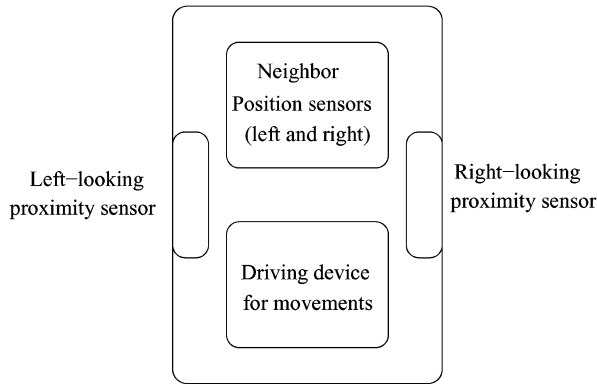 Neighbor
Position sensors
(left and right)
Left−looking
proximity sensor
Right−looking
proximity sensor
Driving device
for movements